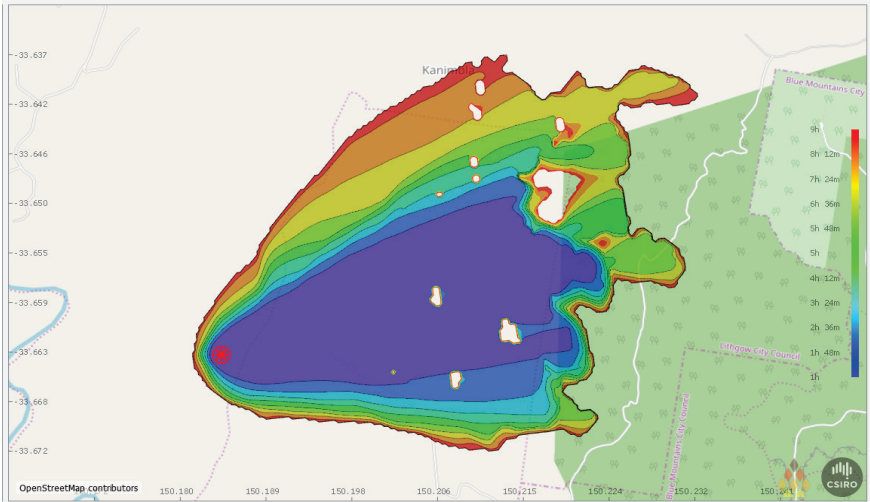 -33.637
Kanimbla
Blue Mountains City
-33.642
9h
-33.646
8h 12m
7h 24m
-33.650
6h 36m
5h 48m
-33.655
5h
4h 12m
-33.659
3h 24m
2h 36m
-33.663
Lithgow City Council
1h 48m
1h
-33.668
Blue Mountains City Council
-33.672
OpenStreetMap contributors
150.180
150.189
150.198
150.206
150.215
150.224
150.232
150.241
CSIRO